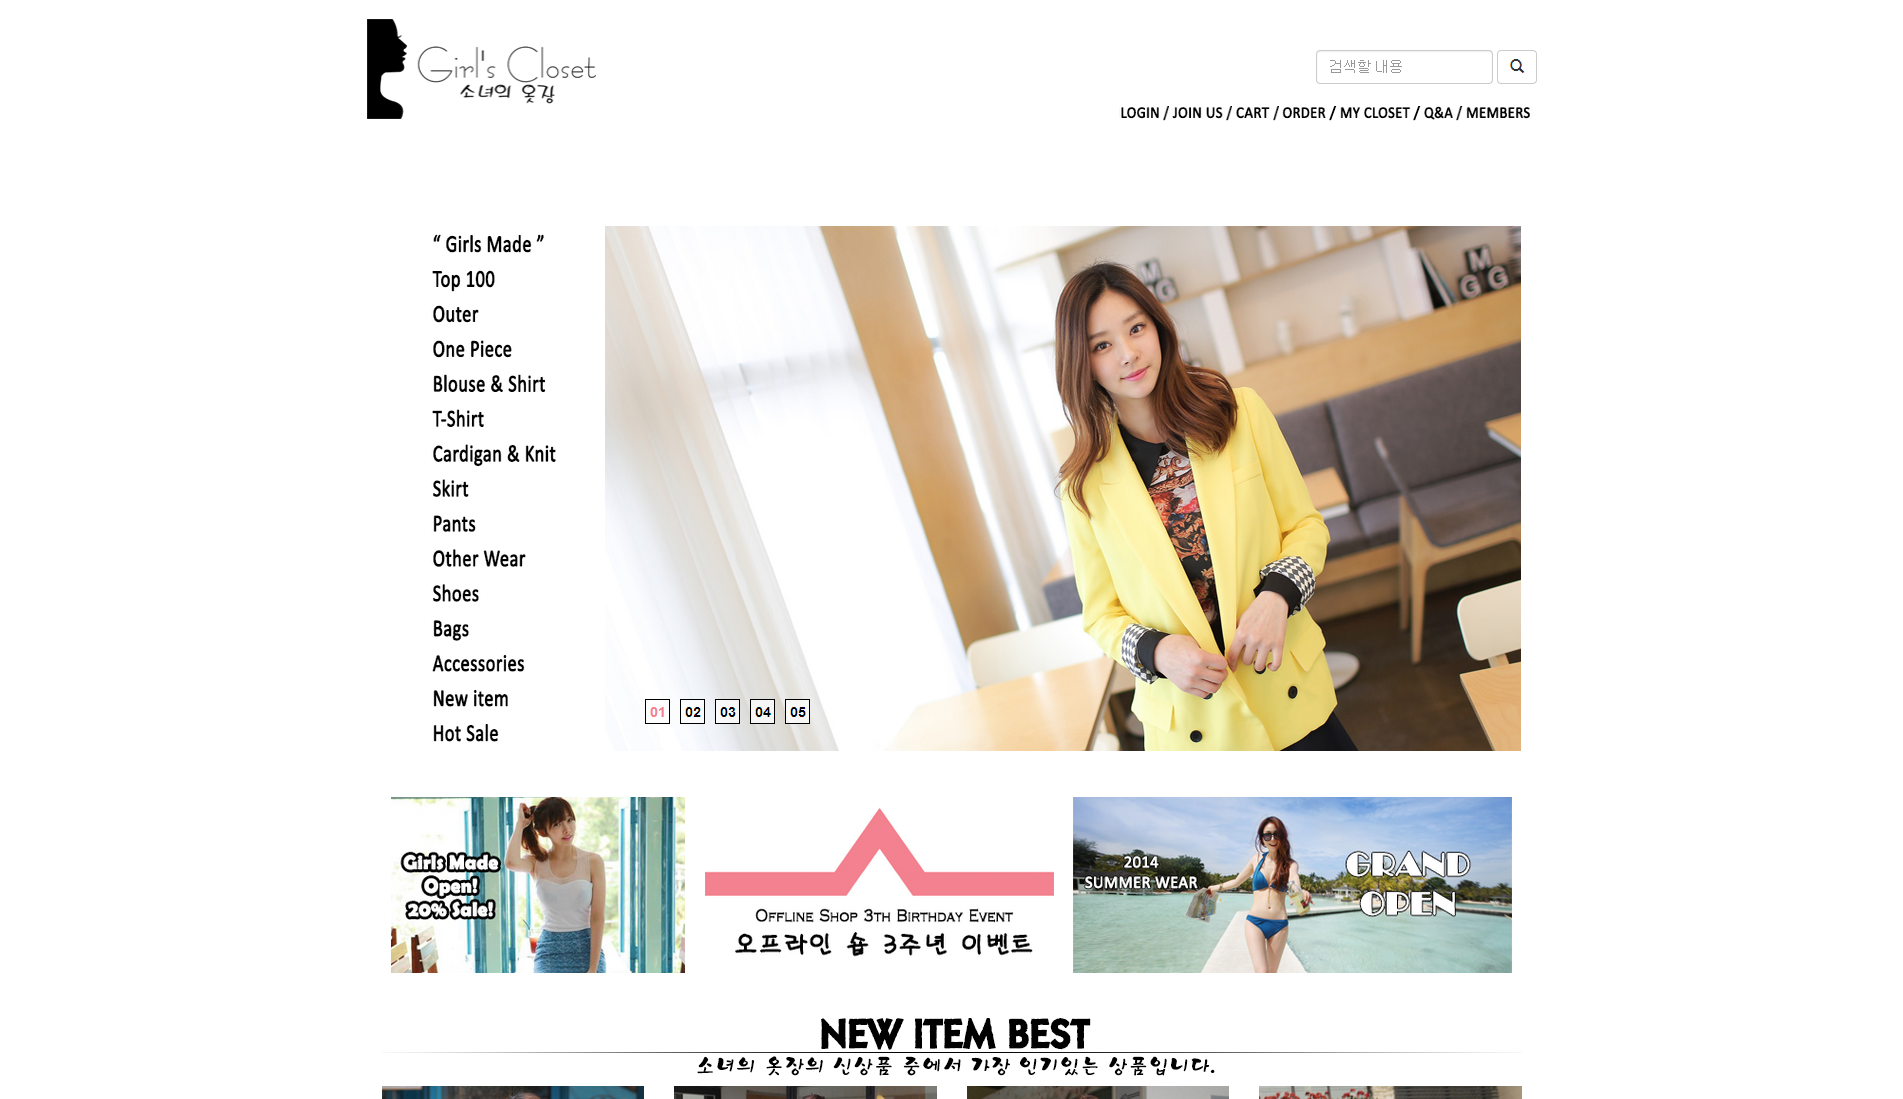 Girl's Closet
소녀의 옷장
검색할 내용
LOGIN / JOIN US / CART / ORDER / MY CLOSET / Q&A / MEMBERS
“ Girls Made ”
Top 100
Outer
One Piece
Blouse & Shirt
T-Shirt
Cardigan & Knit
Skirt
Pants
Other Wear
Shoes
Bags
Accessories
New item
Hot Sale
M
GG
M
GG
01 02 03 04 05
Girls Made
Open!
20% Sale!
OFFLINE SHOP 3TH BIRTHDAY EVENT
오프라인 숍 3주년 이벤트
2014
SUMMER WEAR
GRAND
OPEN
NEW ITEM BEST
소녀의 옷장의 신상품 중에서 가장 인기있는 상품입니다.